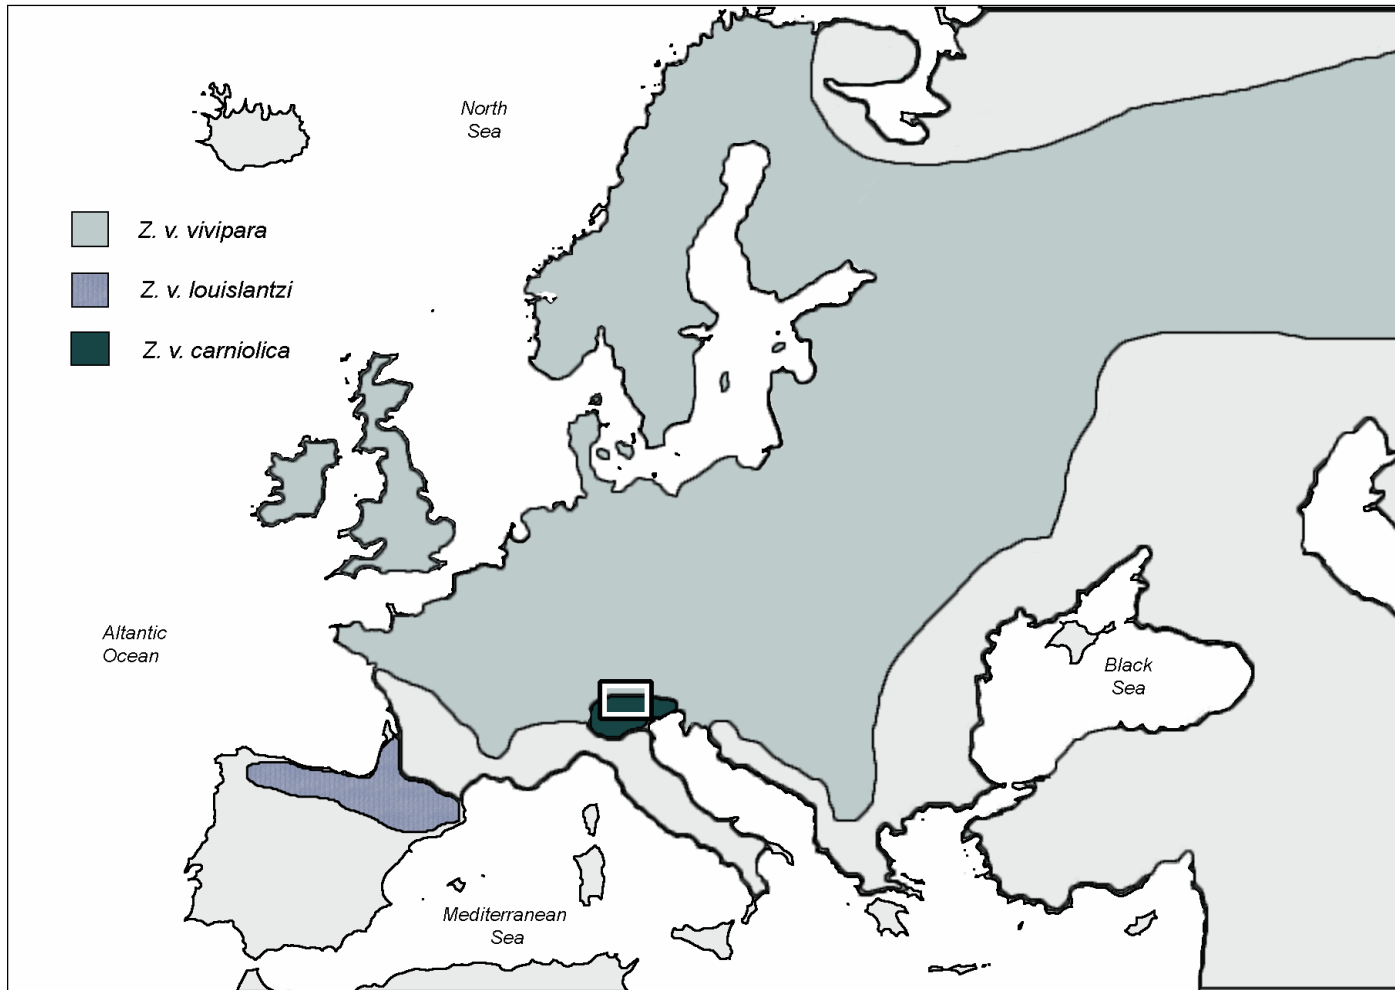 North
Sea
Z. v. vivipara
Z. v. louislantzi
Z. v. carniolica
Altantic
Ocean
Black
Sea
Mediterranean
Sea